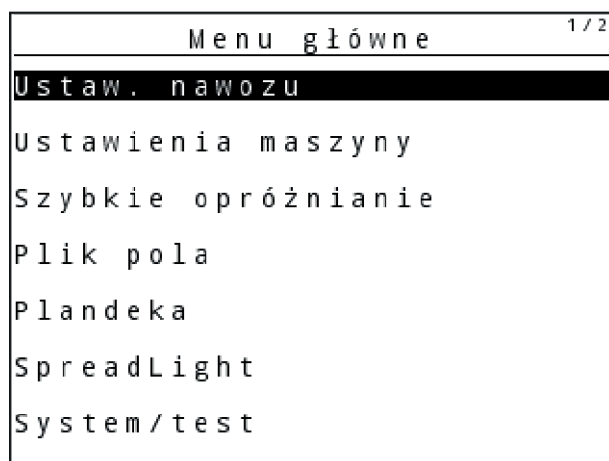 Menu główne 1/2
Ustaw. nawozu
Ustawienia maszyny
Szybkie opróżnianie
Plik pola
Plandeka
SpreadLight
System/test